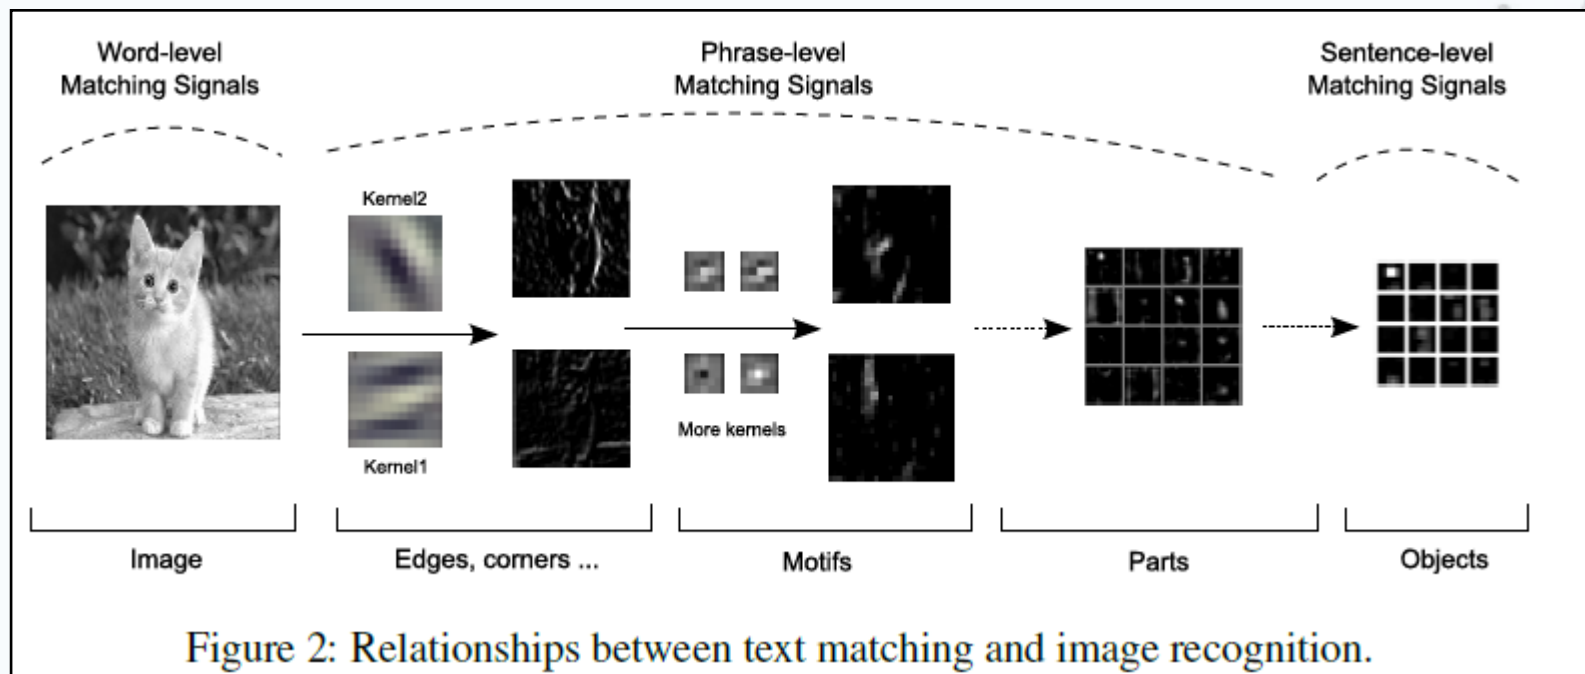 Word-level
Matching Signals
Phrase-level
Matching Signals
Sentence-level
Matching Signals
Kernel2
Kernel1
More kernels
Image
Edges, corners ...
Motifs
Parts
Objects
Figure 2: Relationships between text matching and image recognition.